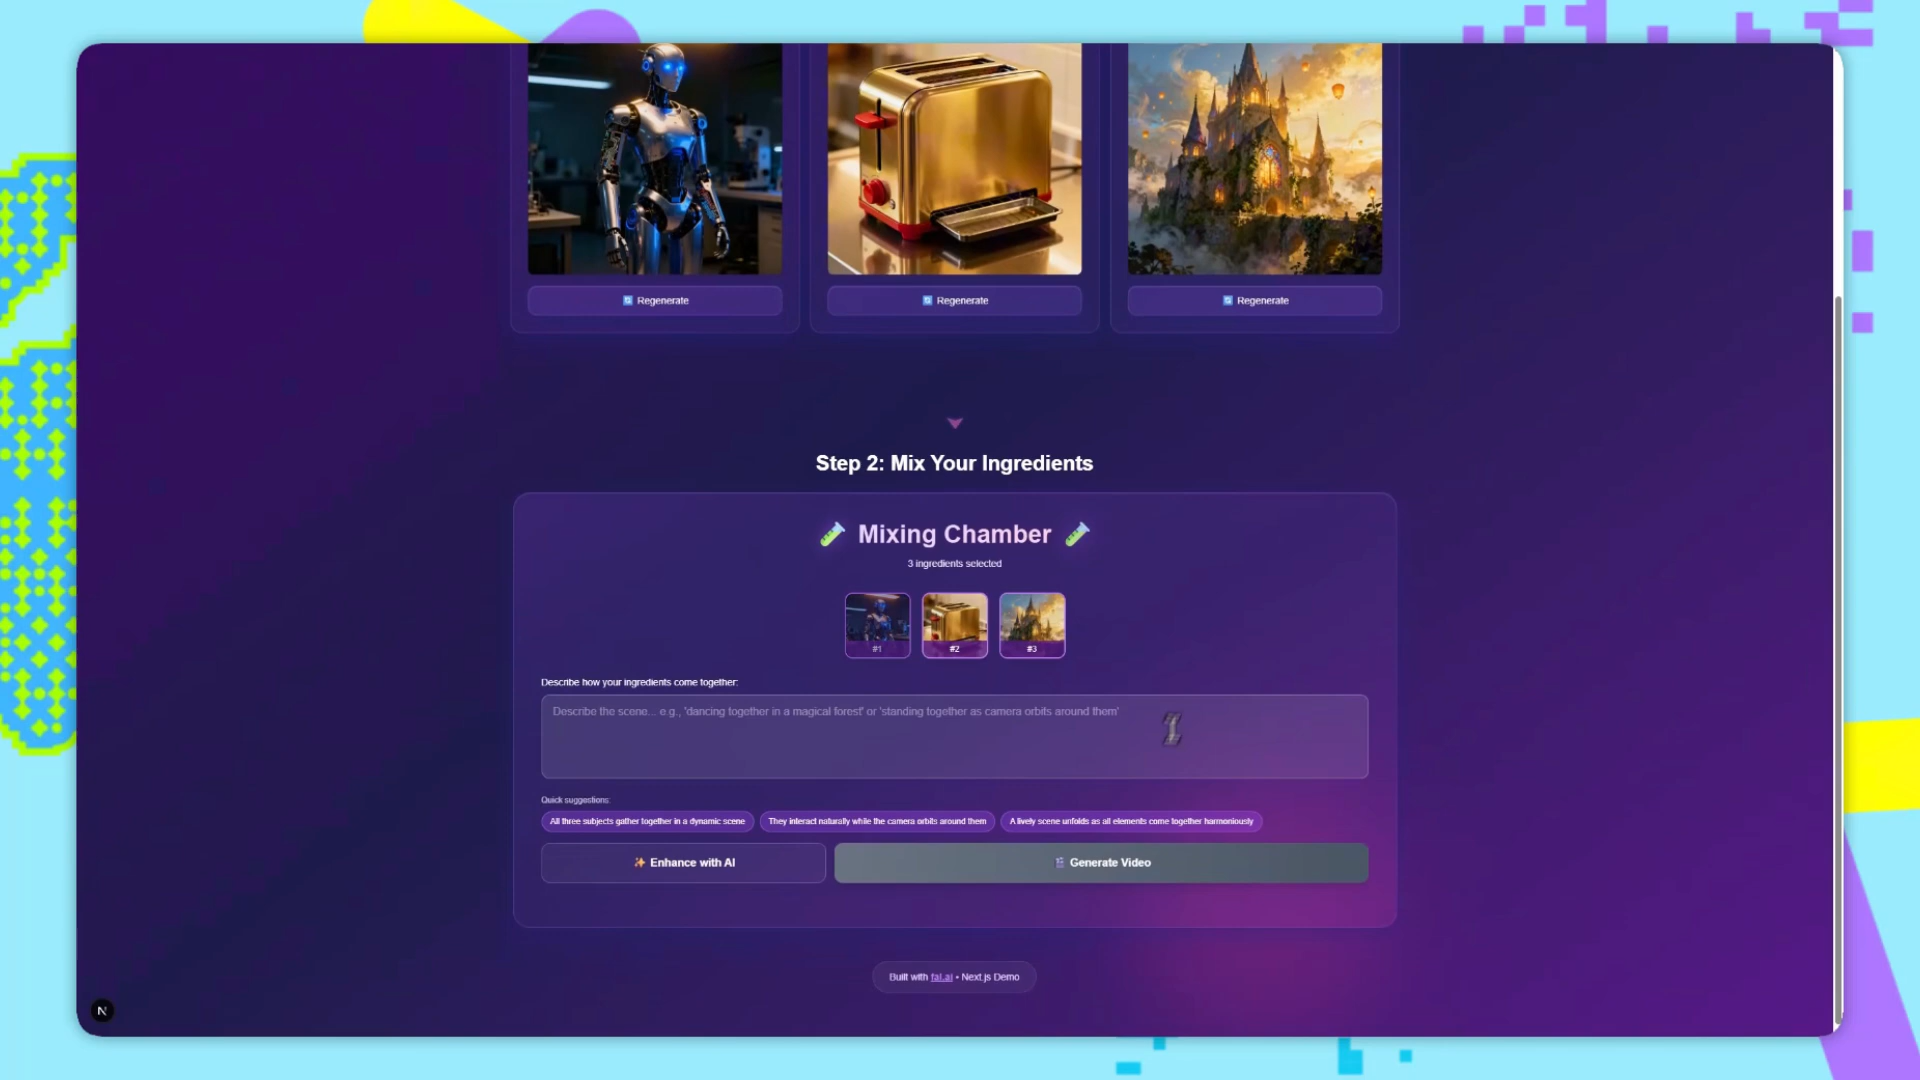 Regenerate
Regenerate
Regenerate
Step 2: Mix Your Ingredients
Mixing Chamber
3 ingredients selected
#1
#2
#3
Describe how your ingredients come together:
Describe the scene... e.g., 'dancing together in a magical forest' or 'standing together as camera orbits around them'
Quick suggestions:
All three subjects gather together in a dynamic scene
They interact naturally while the camera orbits around them
A lively scene unfolds as all elements come together harmoniously
Enhance with AI
Generate Video
Built with fal.ai • Next.js Demo
N